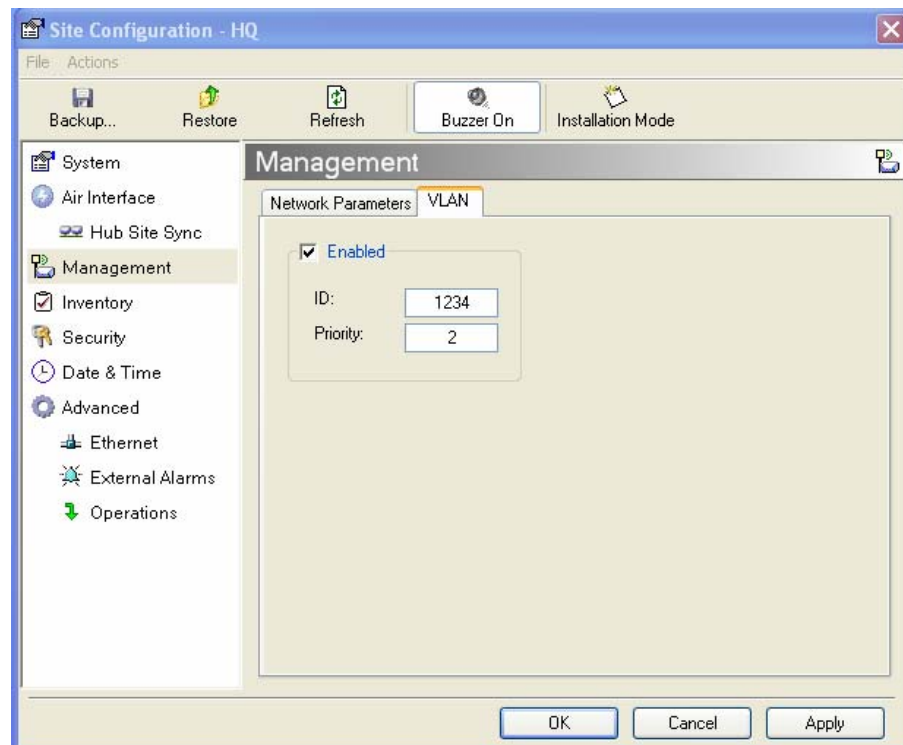 Site Configuration - HQ
File Actions
Backup... Restore Refresh Buzzer On Installation Mode
System
Air Interface
Hub Site Sync
Management
Inventory
Security
Date & Time
Advanced
Ethernet
External Alarms
Operations
Management
Network Parameters VLAN
Enabled
ID: 1234
Priority: 2
OK Cancel Apply